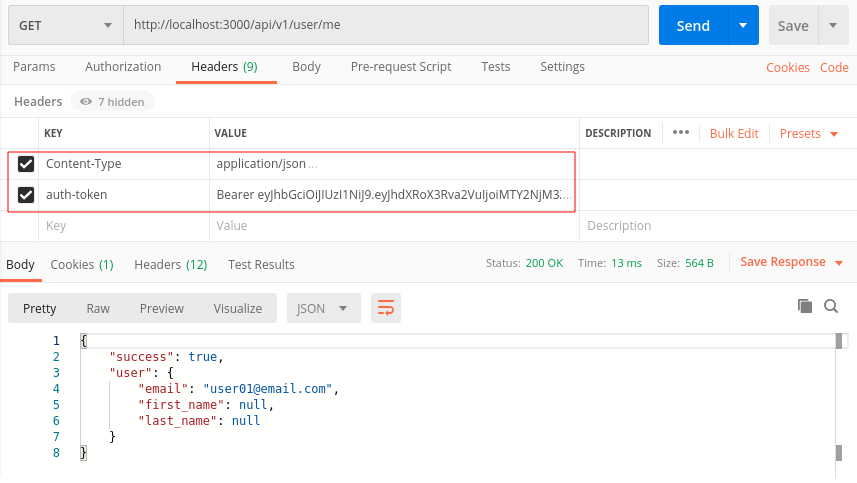 GET http://localhost:3000/api/v1/user/me Send Save
Params Authorization Headers (9) Body Pre-request Script Tests Settings Cookies Code
Headers 7 hidden
KEY VALUE DESCRIPTION ••• Bulk Edit Presets
Content-Type application/json ...
auth-token Bearer eyJhbGciOiJIUzI1NiJ9.eyJhdXRoX3Rva2VuIjoiMTY2NjM3...
Key Value Description
Body Cookies (1) Headers (12) Test Results Status: 200 OK Time: 13 ms Size: 564 B Save Response
Pretty Raw Preview Visualize JSON
1 {
2 "success": true,
3 "user": {
4 "email": "user01@email.com",
5 "first_name": null,
6 "last_name": null
7 }
8 }